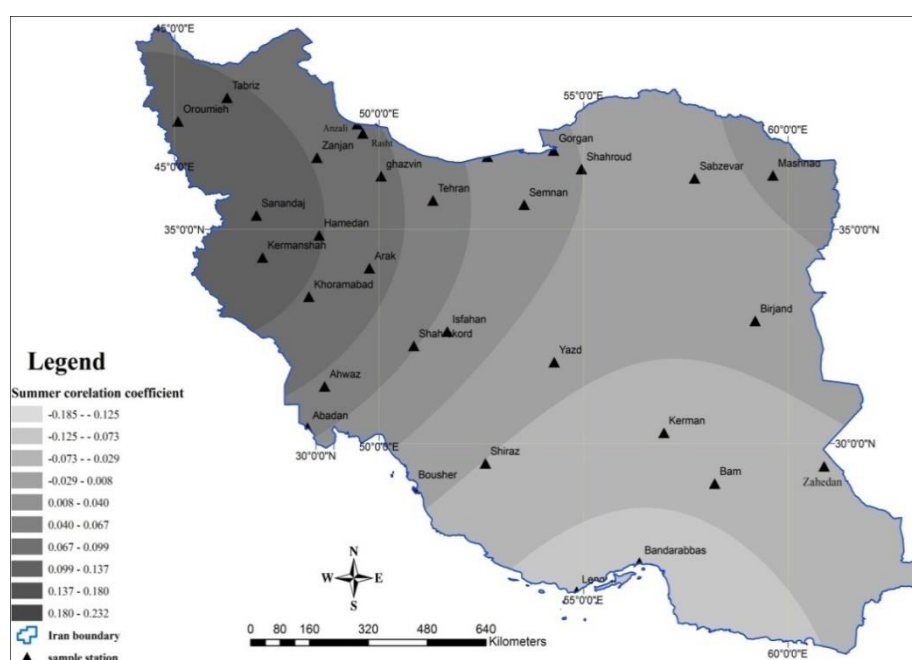 45°0'0"E
55°0'0"E
Tabriz
Oroumieh
50°0'0"E
60°0'0"E
Anzali
Rasht
Gorgan
Zanjan
45°0'0"E
ghazvin
Shahroud
Sabzevar
Mashhad
Tehran
Semnan
Sanandaj
35°0'0"N
35°0'0"N
Hamedan
Kermanshah
Arak
Khoramabad
Birjand
Isfahan
Yazd
Legend
Summer corelation coefficient
Ahwaz
-0.185 - - 0.125
-0.125 - 0.073
Abadan
Kerman
-0.073 - -0.029
30°0'0"N
50°0'0"E
30°0'0"N
-0.029 - 0.008
Shiraz
Bam
Zahedan
0.008 - 0.040
Bousher
0.040 - 0.067
0.067 - 0.099
0.099 - 0.137
Bandarabbas
0.137 - 0.180
N
W E
S
55°0'0"E
0.180 - 0.232
Iran boundary
0 80 160 320 480 640
Kilometers
60°0'0"E
sample station